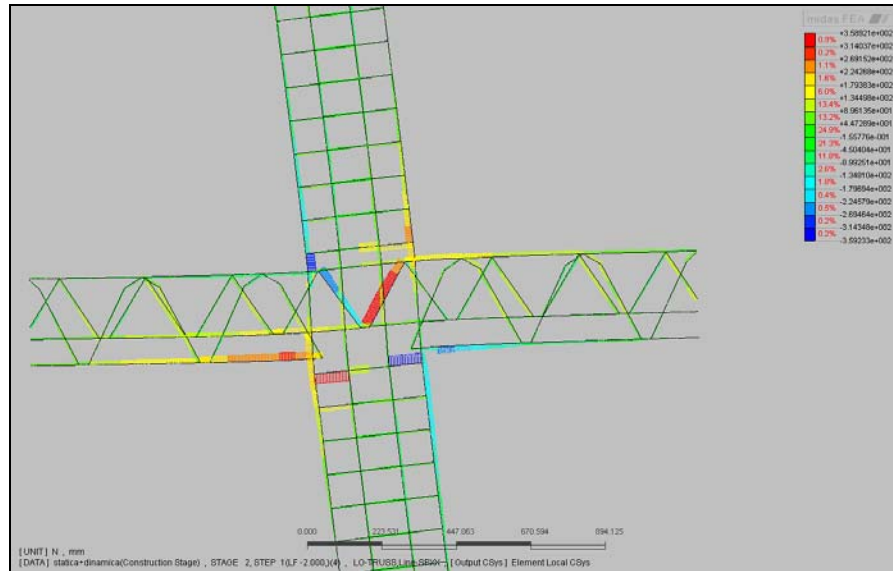 midas FEA
+3.58921e+002
0.9%
+3.14037e+002
0.2%
+2.69152e+002
1.1%
+2.24268e+002
1.6%
+1.79383e+002
6.0%
+1.34498e+002
13.4%
+8.96135e+001
13.2%
+4.47289e+001
24.9%
-1.55776e-001
21.3%
-4.50404e+001
11.8%
-8.99251e+001
2.6%
-1.34810e+002
1.8%
-1.79694e+002
0.4%
-2.24579e+002
0.5%
-2.69464e+002
0.2%
-3.14348e+002
0.2%
-3.59233e+002
0.000 223.531 447.063 670.594 894.125
[UNIT] N , mm
[DATA] statica+dinamica(Construction Stage) , STAGE 2, STEP 1(LF -2.000), LO-TRUSS Line [Output CSys] Element Local CSys